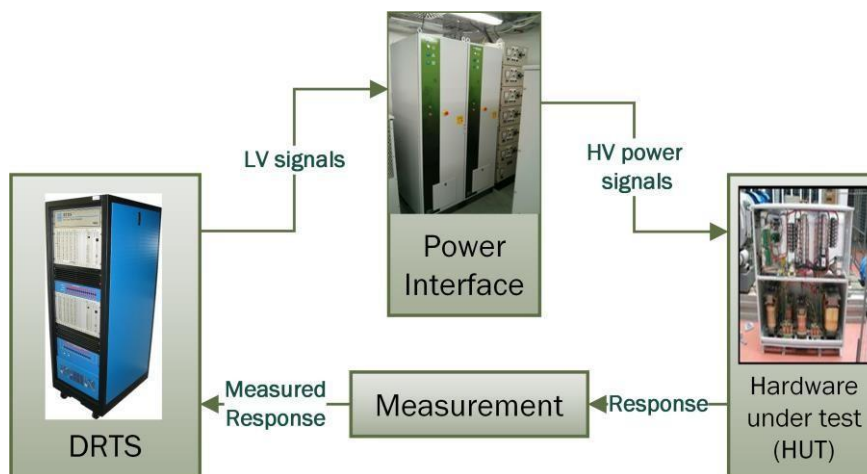 LV signals
HV power
signals
Power
Interface
DRTS
Measured
Response
Measurement
Response
Hardware
under test
(HUT)